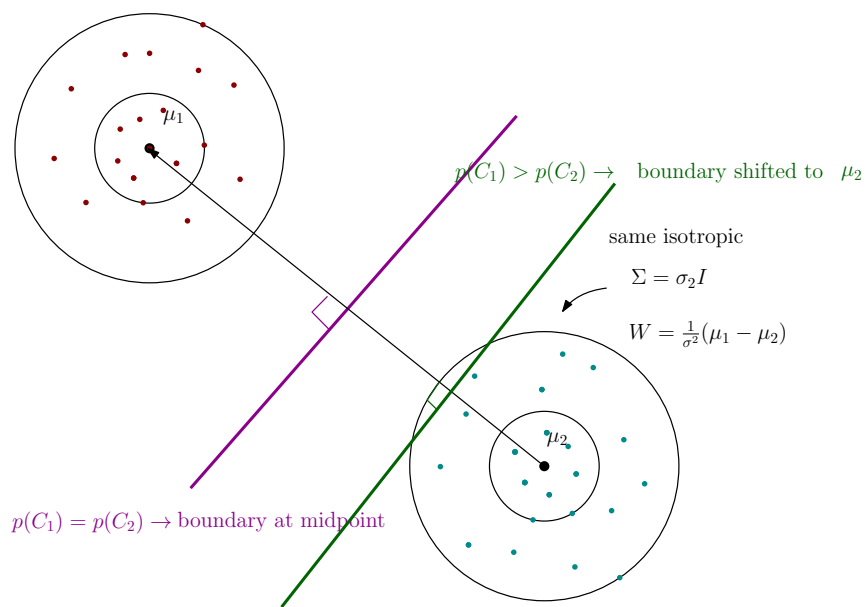 μ₁
p(C₁) > p(C₂) → boundary shifted to μ₂
same isotropic
Σ = σ₂I
W = \frac{1}{σ²}(μ₁ − μ₂)
μ₂
p(C₁) = p(C₂) → boundary at midpoint